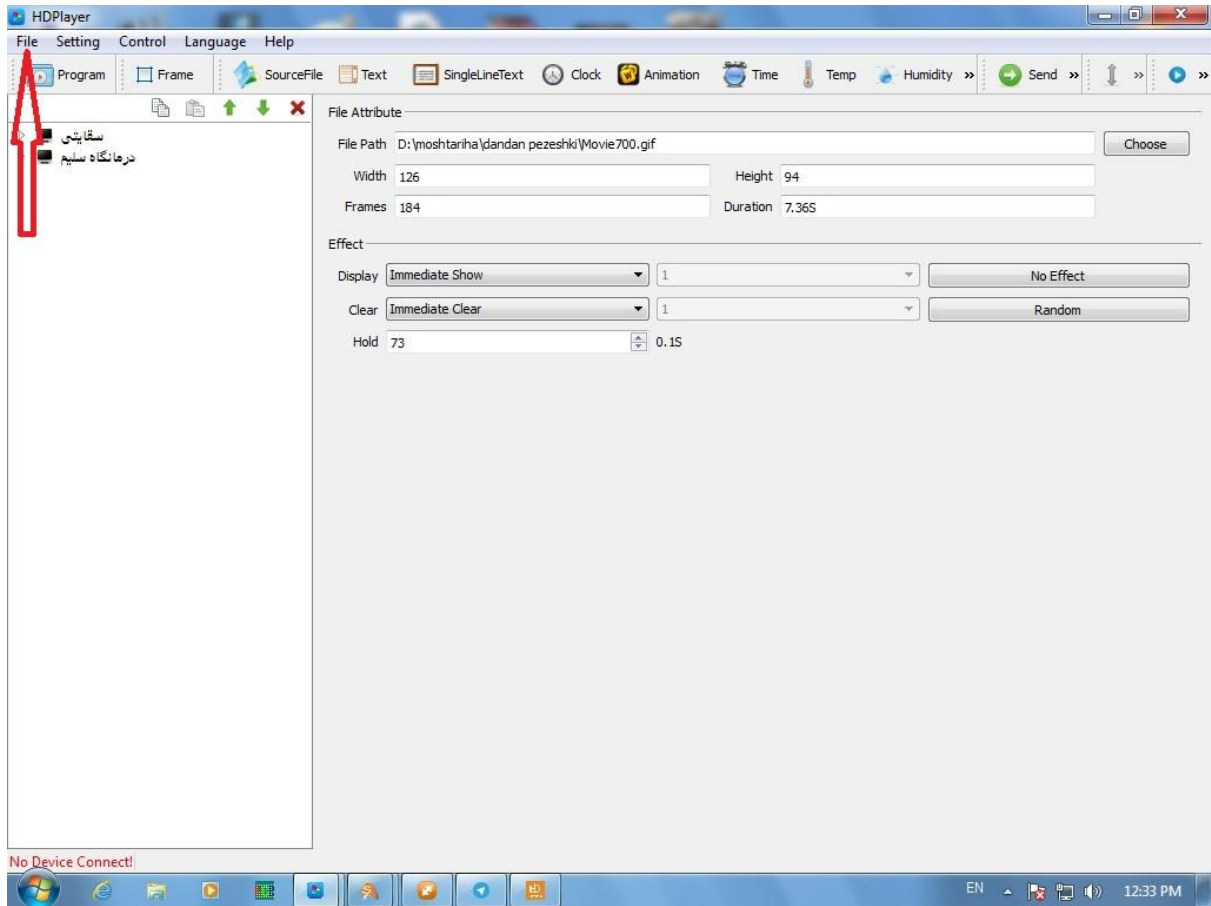 HDPlayer
File Setting Control Language Help
Program Frame SourceFile Text SingleLineText Clock Animation Time Temp Humidity » Send » » »
File Attribute
سقایتی
File Path D:\moshtariha\dandan pezeshki\Movie700.gif Choose
درمانگاه سلیم
Width 126 Height 94
Frames 184 Duration 7.36S
Effect
Display Immediate Show 1 No Effect
Clear Immediate Clear 1 Random
Hold 73 0.1S
No Device Connect!
EN 12:33 PM